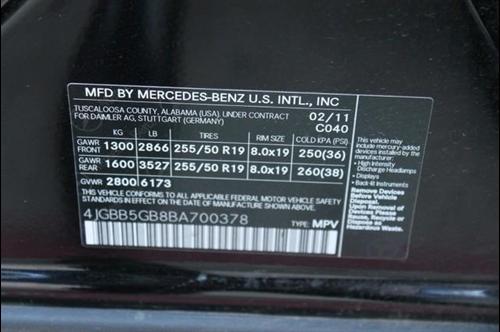 MFD BY MERCEDES-BENZ U.S. INTL., INC
TUSCALOOSA COUNTY, ALABAMA (USA). UNDER CONTRACT 02/11
FOR DAIMLER AG, STUTTGART (GERMANY) C040
KG LB TIRES RIM SIZE COLD KPA (PSI)
GAWR FRONT 1300 2866 255/50 R19 8.0x19 250(36)
GAWR REAR 1600 3527 255/50 R19 8.0x19 260(38)
GVWR 2800 6173
THIS VEHICLE CONFORMS TO ALL APPLICABLE FEDERAL MOTOR VEHICLE SAFETY
STANDARDS IN EFFECT ON THE DATE OF MANUFACTURE SHOWN ABOVE.
4JGBB5GB8BA700378
TYPE: MPV
This vehicle may
include mercury-added
devices installed by the
manufacturer:
• High Intensity
Discharge Headlamps
• Displays
• Back-lit Instruments
Remove Devices
Before Vehicle
Disposal.
Upon Removal
Please Reuse,
Recycle or
Dispose as
Hazardous Waste.